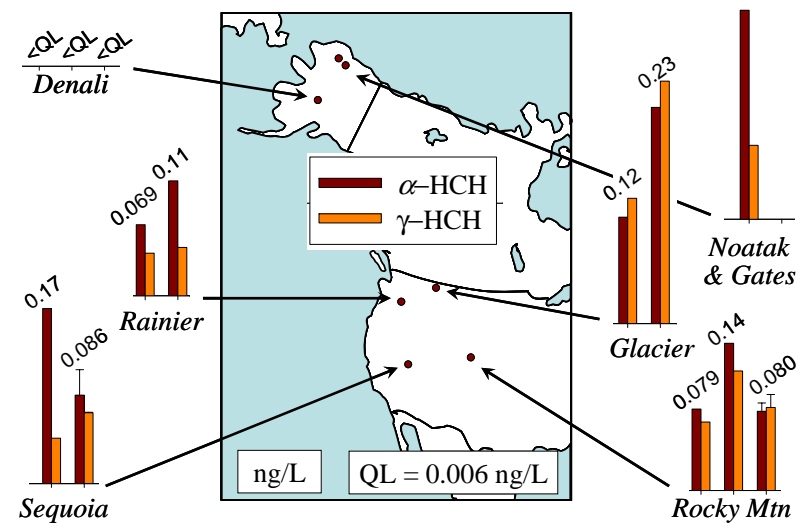 <QL <QL <QL
Denali
0.069
0.11
Rainier
0.17
0.086
Sequoia
α–HCH
γ–HCH
ng/L
QL = 0.006 ng/L
0.12
0.23
Glacier
Noatak
& Gates
0.079
0.14
0.080
Rocky Mtn